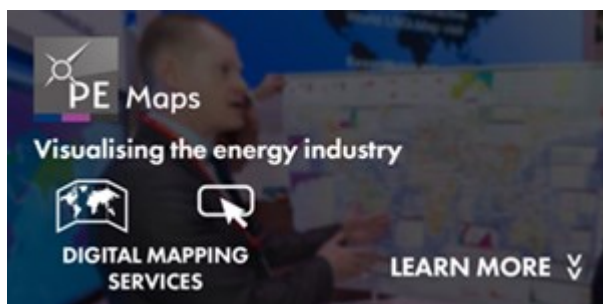 PE Maps
Visualising the energy industry
DIGITAL MAPPING
SERVICES
LEARN MORE